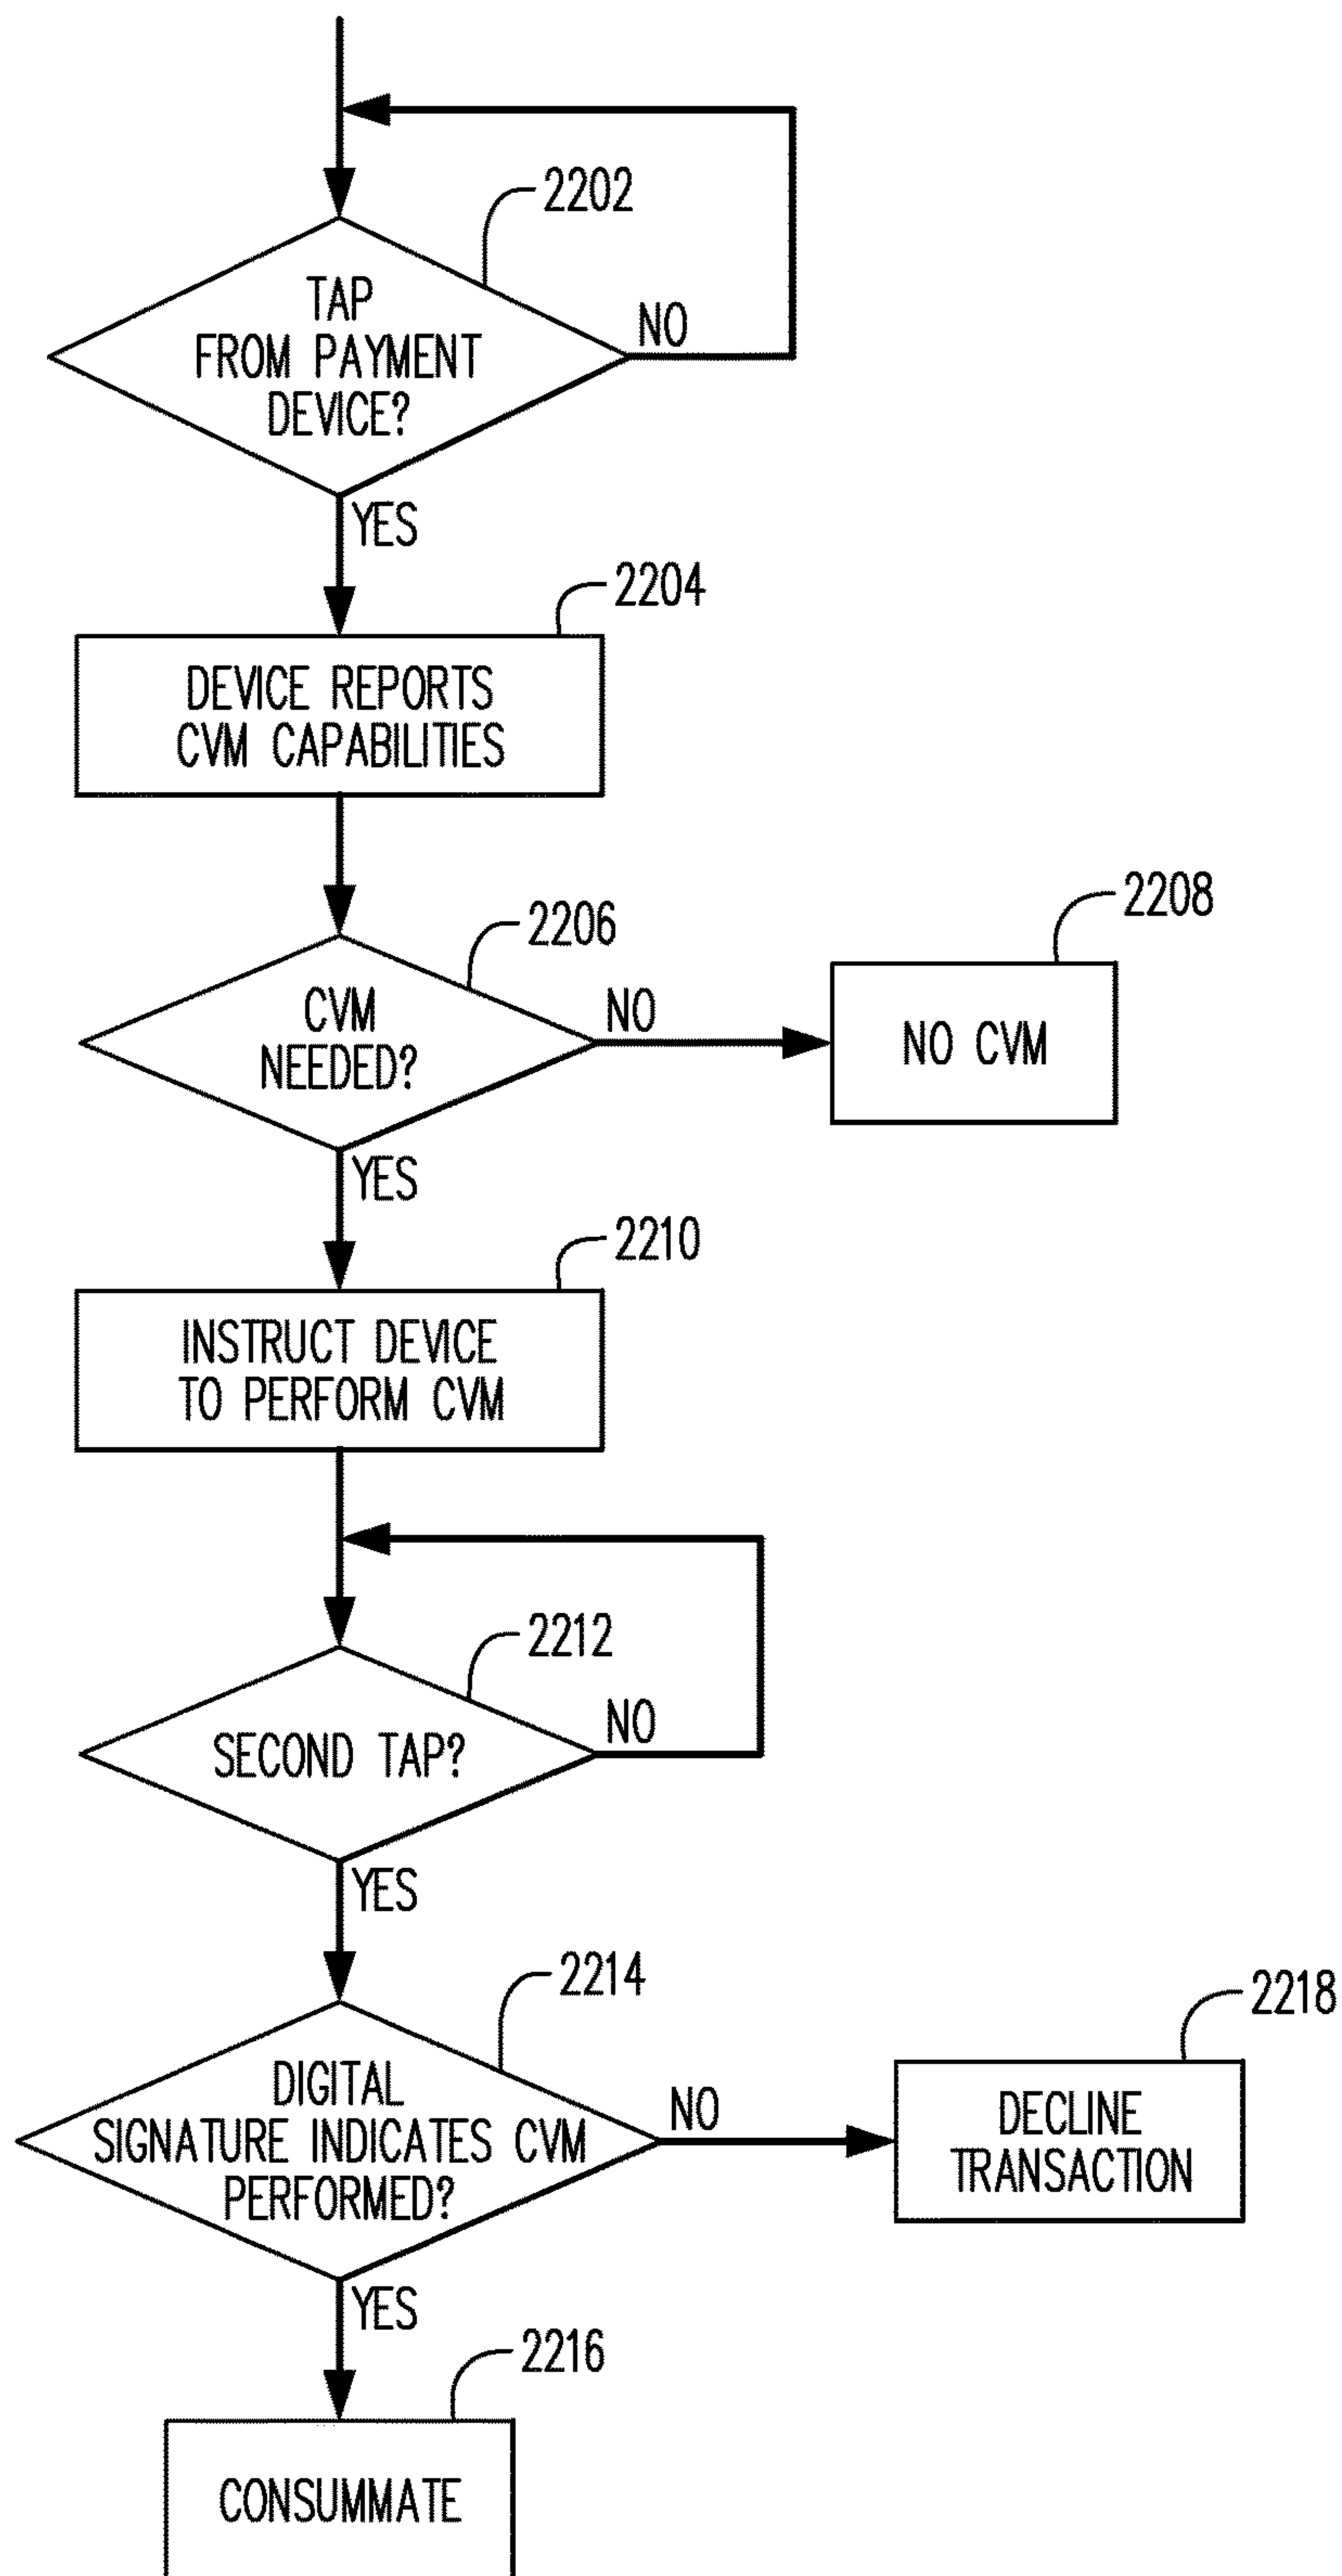 2202
TAP
FROM PAYMENT
DEVICE?
NO
YES
2204
DEVICE REPORTS
CVM CAPABILITIES
2206
2208
CVM
NEEDED?
NO
NO CVM
YES
2210
INSTRUCT DEVICE
TO PERFORM CVM
2212
SECOND TAP?
NO
YES
2214
2218
DIGITAL
SIGNATURE INDICATES CVM
PERFORMED?
NO
DECLINE
TRANSACTION
YES
2216
CONSUMMATE